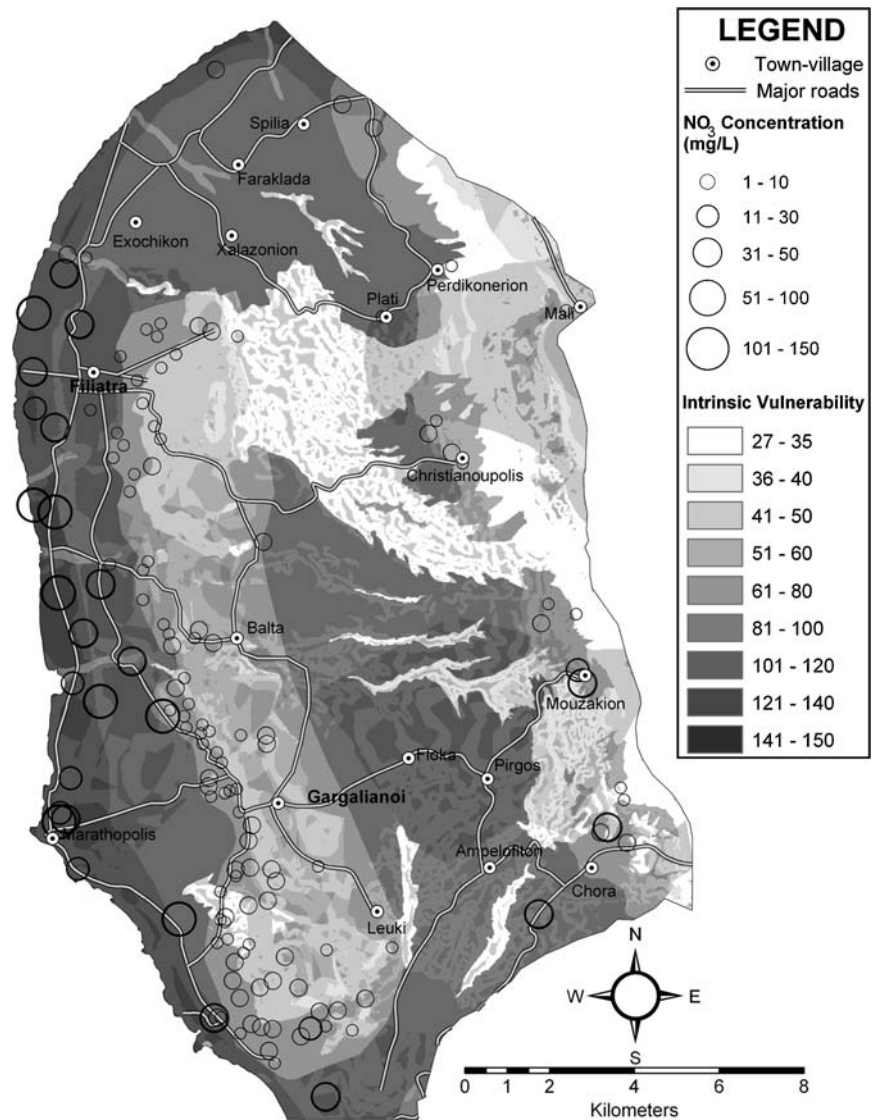 LEGEND
Town-village
Major roads
NO3 Concentration
(mg/L)
1 - 10
11 - 30
31 - 50
51 - 100
101 - 150
Intrinsic Vulnerability
27 - 35
36 - 40
41 - 50
51 - 60
61 - 80
81 - 100
101 - 120
121 - 140
141 - 150
Spilia
Faraklada
Exochikon
Xalazonion
Perdikonerion
Plati
Mali
Filiatra
Christianoupolis
Balta
Mouzakion
Floka
Pirgos
Gargalianoi
Marathopolis
Ampelofiton
Chora
Leuki
N
W
E
S
0 2 4 6 8
Kilometers